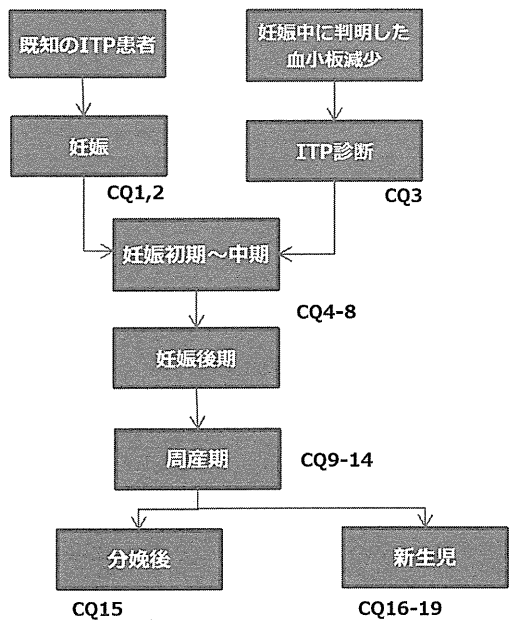 既知のITP患者
妊娠中に判明した
血小板減少
妊娠
ITP診断
CQ1,2
CQ3
妊娠初期～中期
CQ4-8
妊娠後期
周産期
CQ9-14
分娩後
新生児
CQ15
CQ16-19